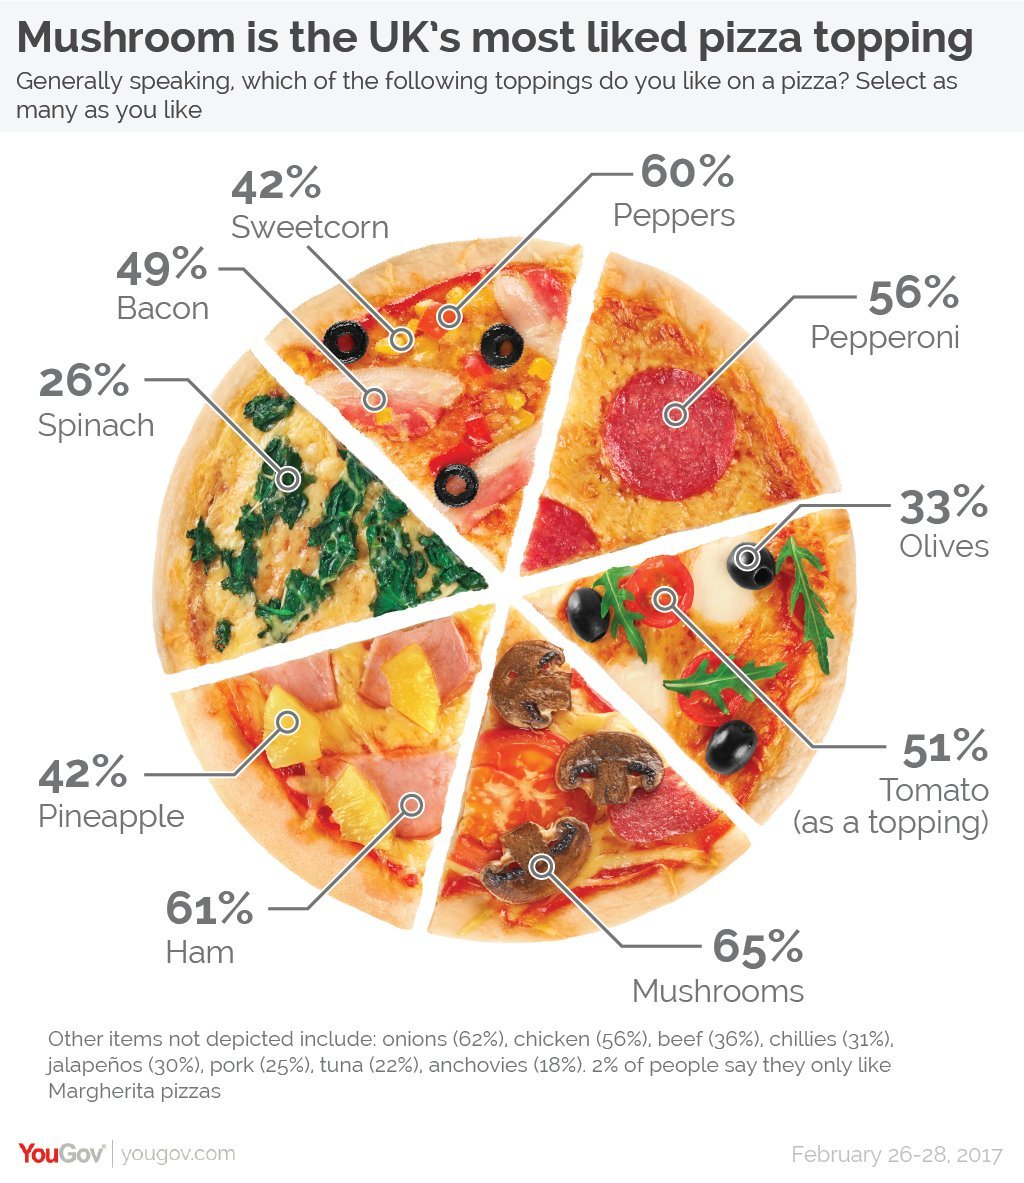 Mushroom is the UK's most liked pizza topping
Generally speaking, which of the following toppings do you like on a pizza? Select as
many as you like
42%
Sweetcorn
60%
Peppers
49%
Bacon
56%
Pepperoni
26%
Spinach
33%
Olives
42%
Pineapple
51%
Tomato
(as a topping)
61%
Ham
65%
Mushrooms
Other items not depicted include: onions (62%), chicken (56%), beef (36%), chillies (31%),
jalapeños (30%), pork (25%), tuna (22%), anchovies (18%). 2% of people say they only like
Margherita pizzas
YouGov | yougov.com
February 26-28, 2017